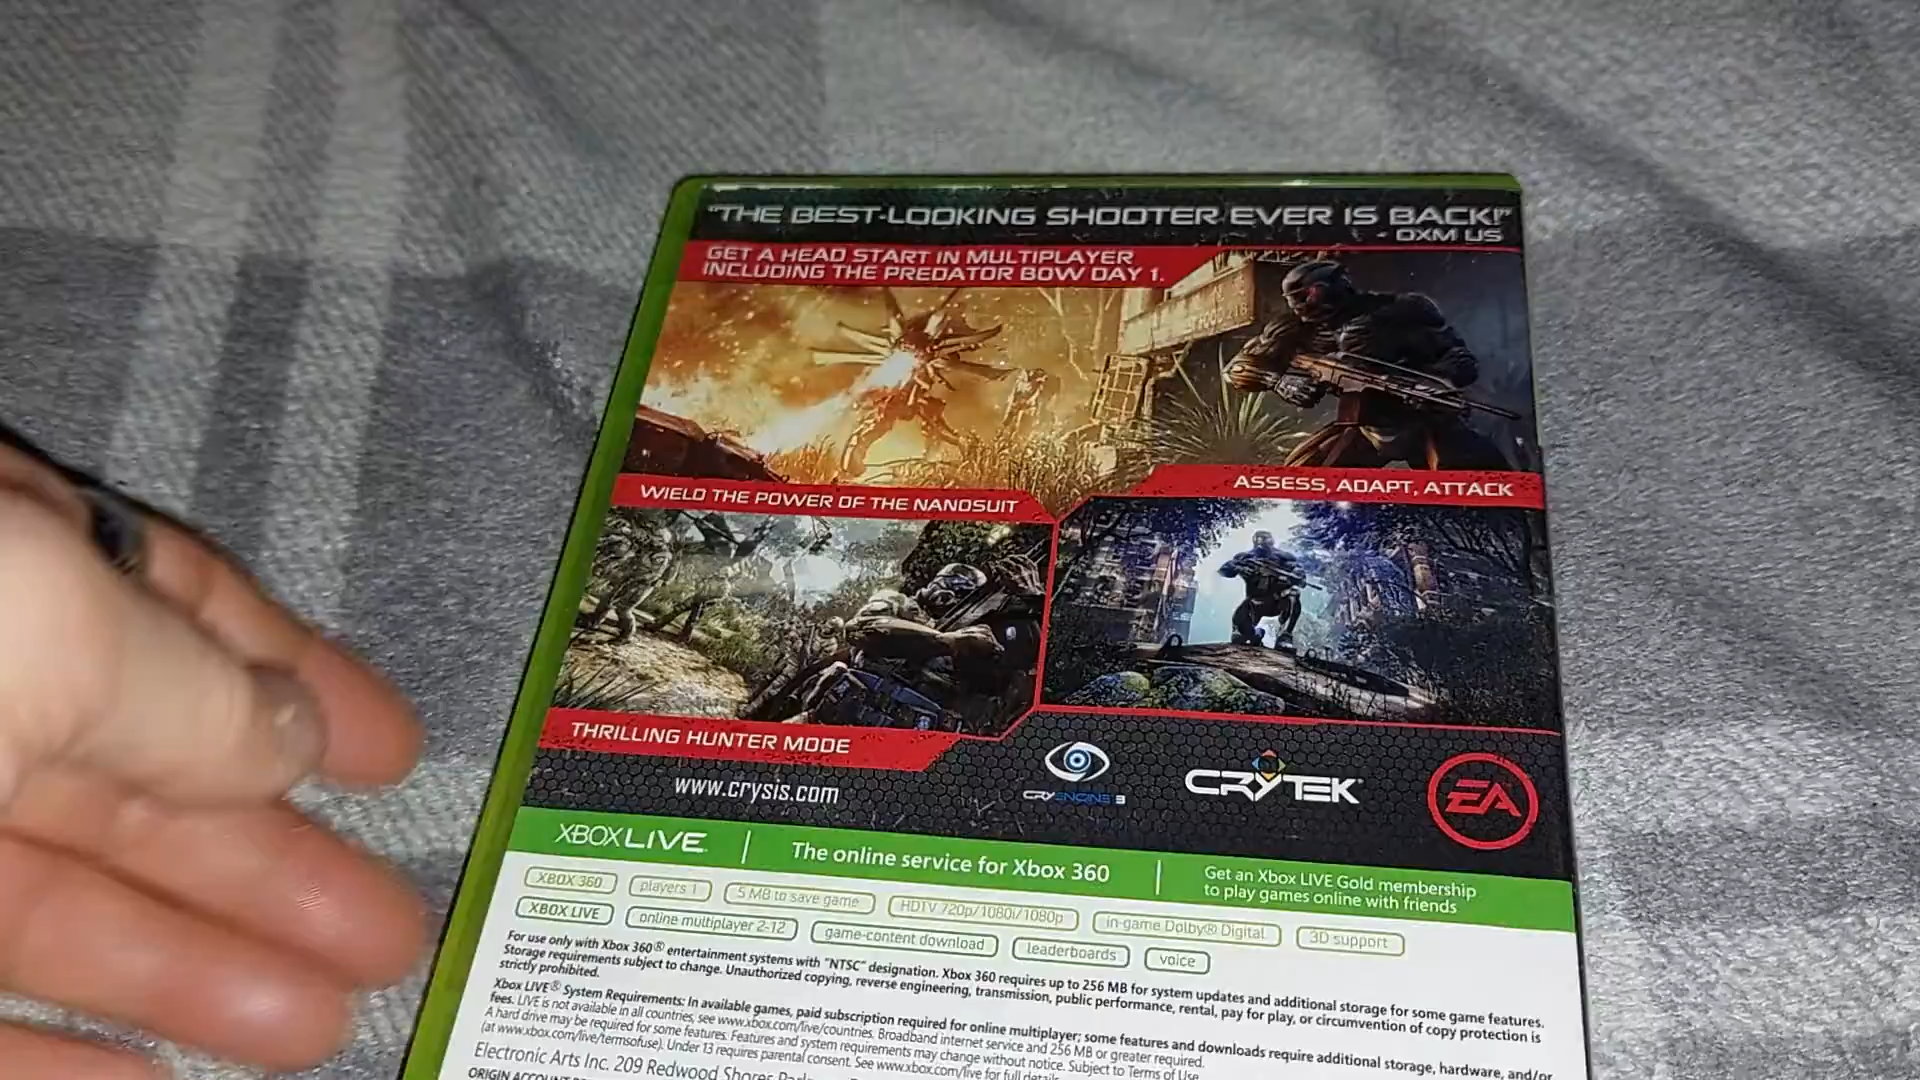 "THE BEST-LOOKING SHOOTER EVER IS BACK!"
- OXM US
GET A HEAD START IN MULTIPLAYER
INCLUDING THE PREDATOR BOW DAY 1.
WIELD THE POWER OF THE NANOSUIT
ASSESS, ADAPT, ATTACK
THRILLING HUNTER MODE
www.crysis.com
CRYENGINE 3
CRYTEK
EA
XBOX LIVE
The online service for Xbox 360
Get an Xbox LIVE Gold membership
to play games online with friends
XBOX 360
players 1
5 MB to save game
HDTV 720p/1080i/1080p
in-game Dolby® Digital
3D support
XBOX LIVE
online multiplayer 2-12
game-content download
leaderboards
voice
For use only with Xbox 360® entertainment systems with "NTSC" designation. Xbox 360 requires up to 256 MB for system updates and additional storage for some game features.
Storage requirements subject to change. Unauthorized copying, reverse engineering, transmission, public performance, rental, pay for play, or circumvention of copy protection is
strictly prohibited.
Xbox LIVE® System Requirements: In available games, paid subscription required for online multiplayer; some features and downloads require additional storage, hardware, and/or
fees. LIVE is not available in all countries, see www.xbox.com/live/countries. Broadband internet service and 256 MB or greater required.
A hard drive may be required for some features. Features and system requirements may change without notice. Subject to Terms of Use
(at www.xbox.com/live/termsofuse). Under 13 requires parental consent. See www.xbox.com/live for full details.
Electronic Arts Inc. 209 Redwood Shores
ORIGIN ACCOUNT